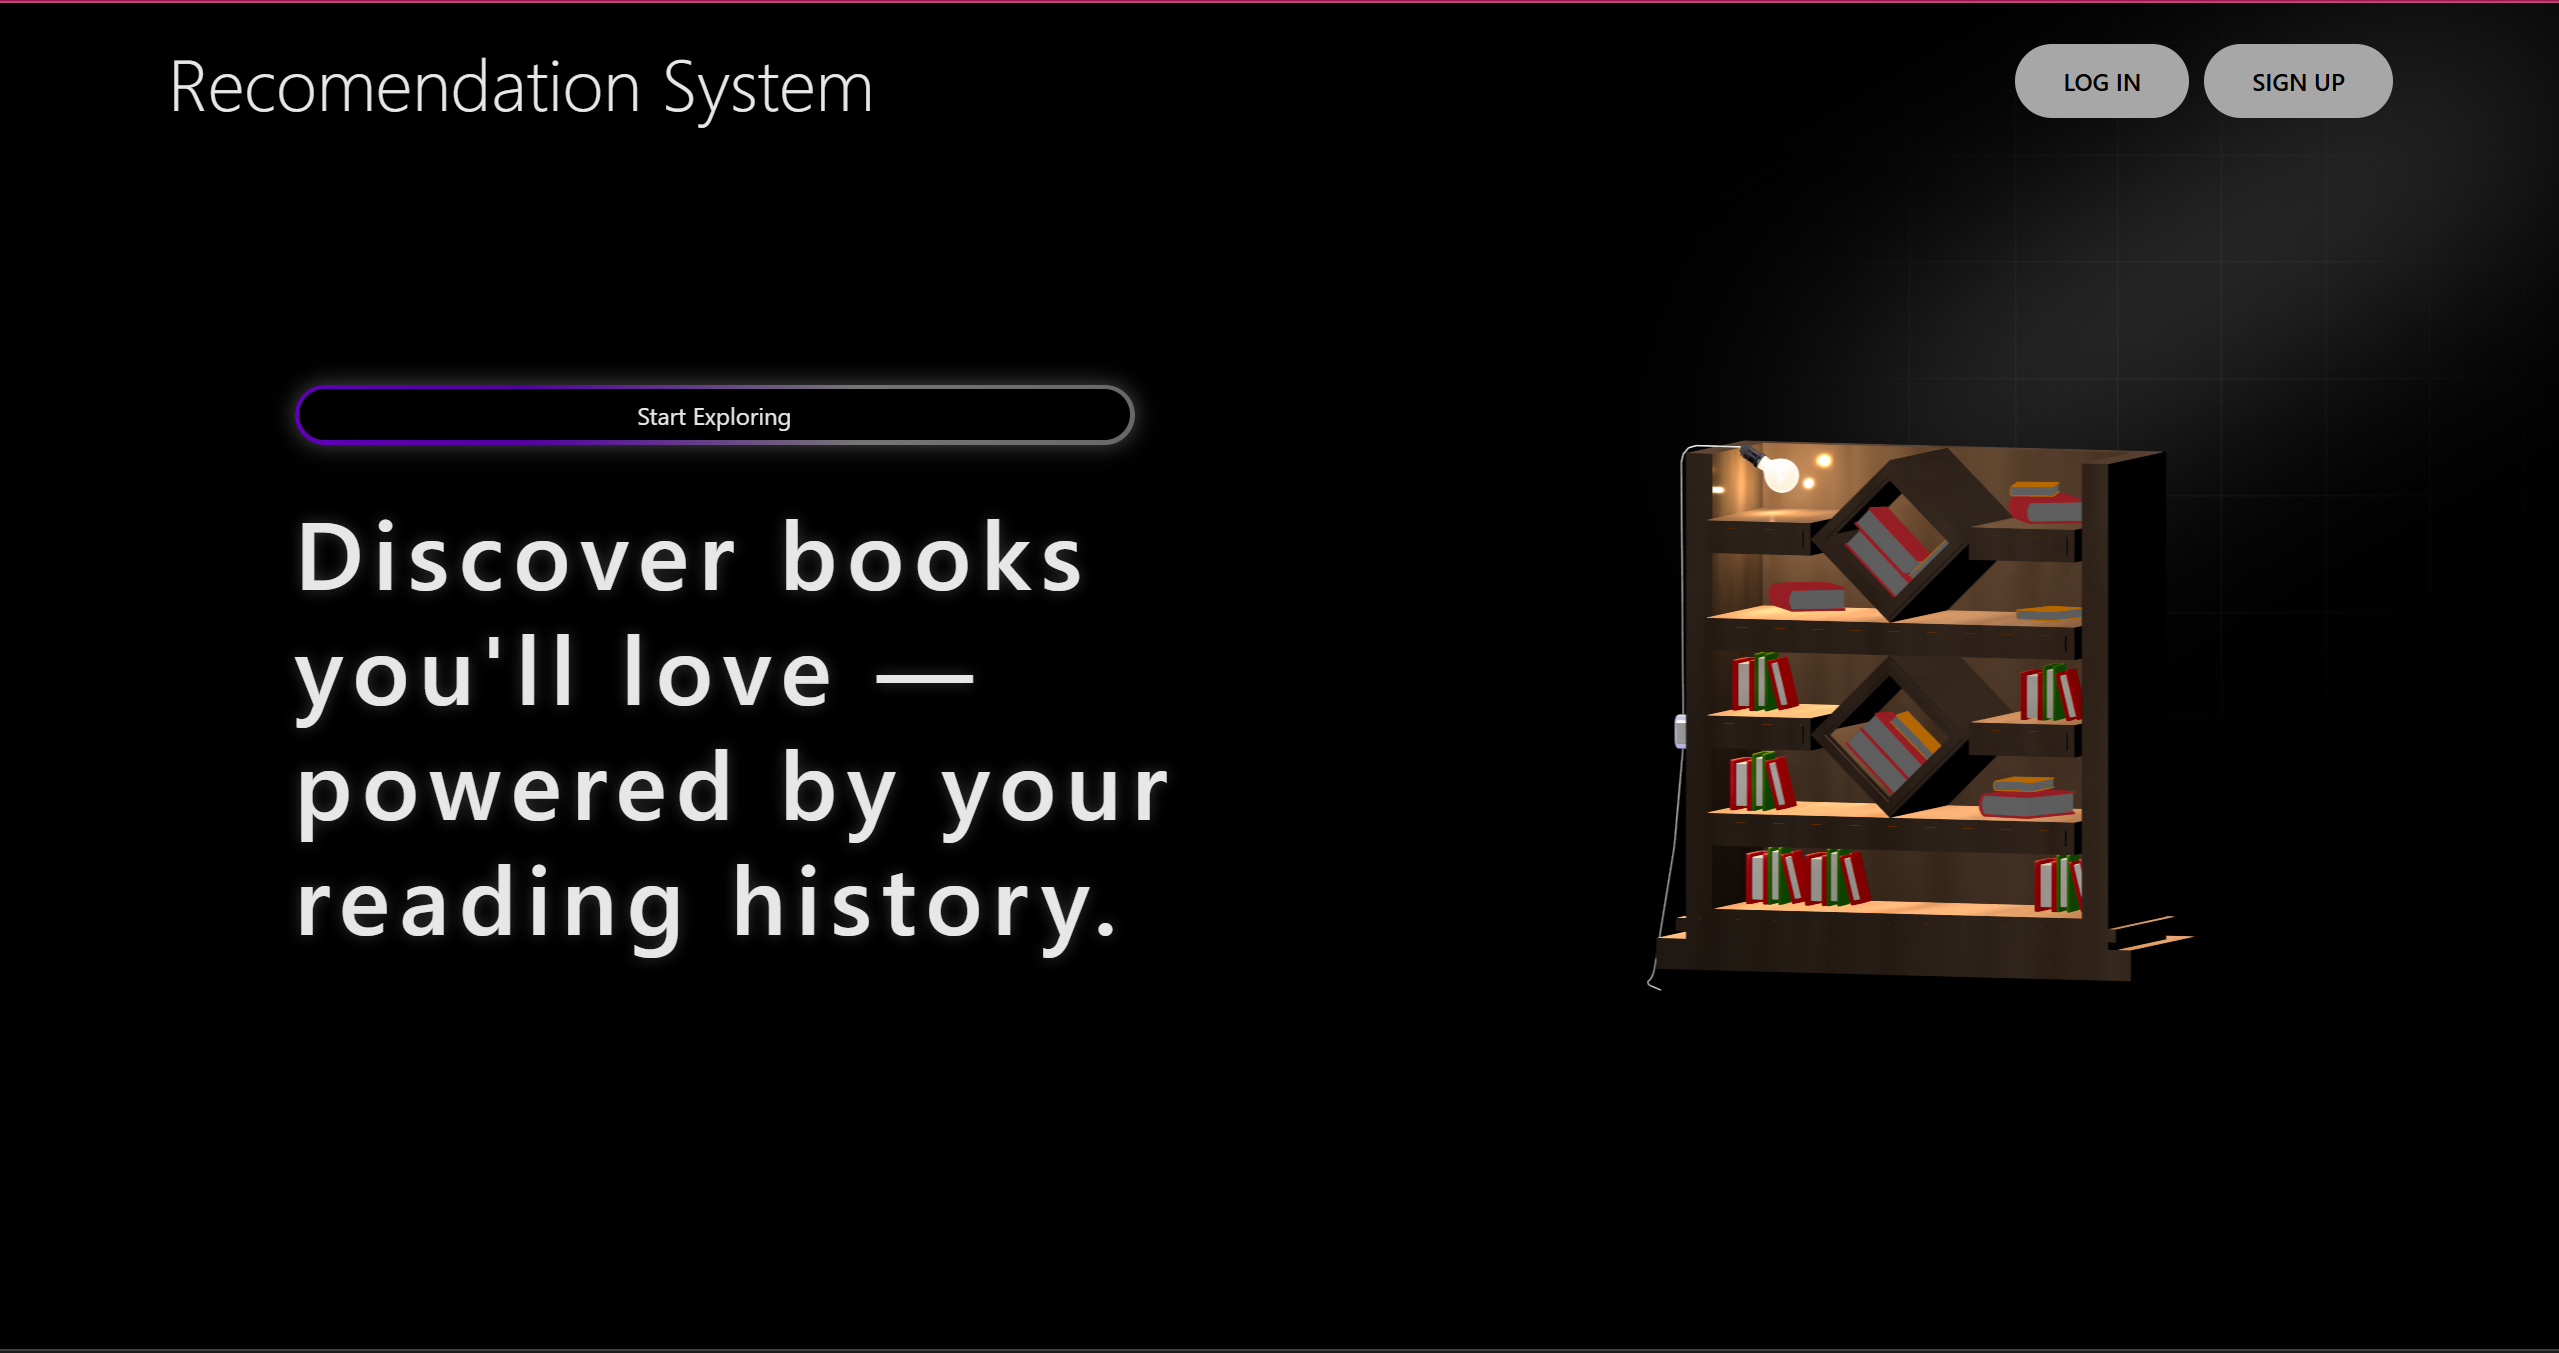 Recomendation System
LOG IN
SIGN UP
Start Exploring
Discover books
you'll love —
powered by your
reading history.